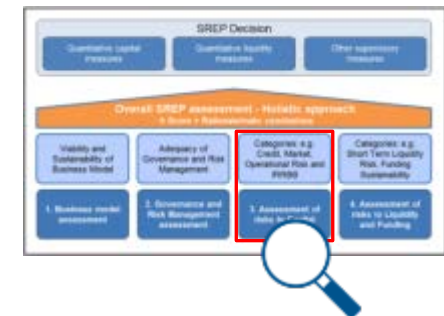 SREP Decision
Quantitative capital
measures
Quantitative liquidity
measures
Other supervisory
measures
Overall SREP assessment - Holistic approach
Viability and
Sustainability of
Business Model
Adequacy of
Governance and Risk
Management
Categories: e.g.
Credit, Market,
Operational Risk and
IRRBB
Categories: e.g.
Short Term Liquidity
Risk, Funding
Sustainability
1. Business model
assessment
2. Governance and
Risk Management
assessment
3. Assessment of
risks to Capital
4. Assessment of
risks to Liquidity
and Funding